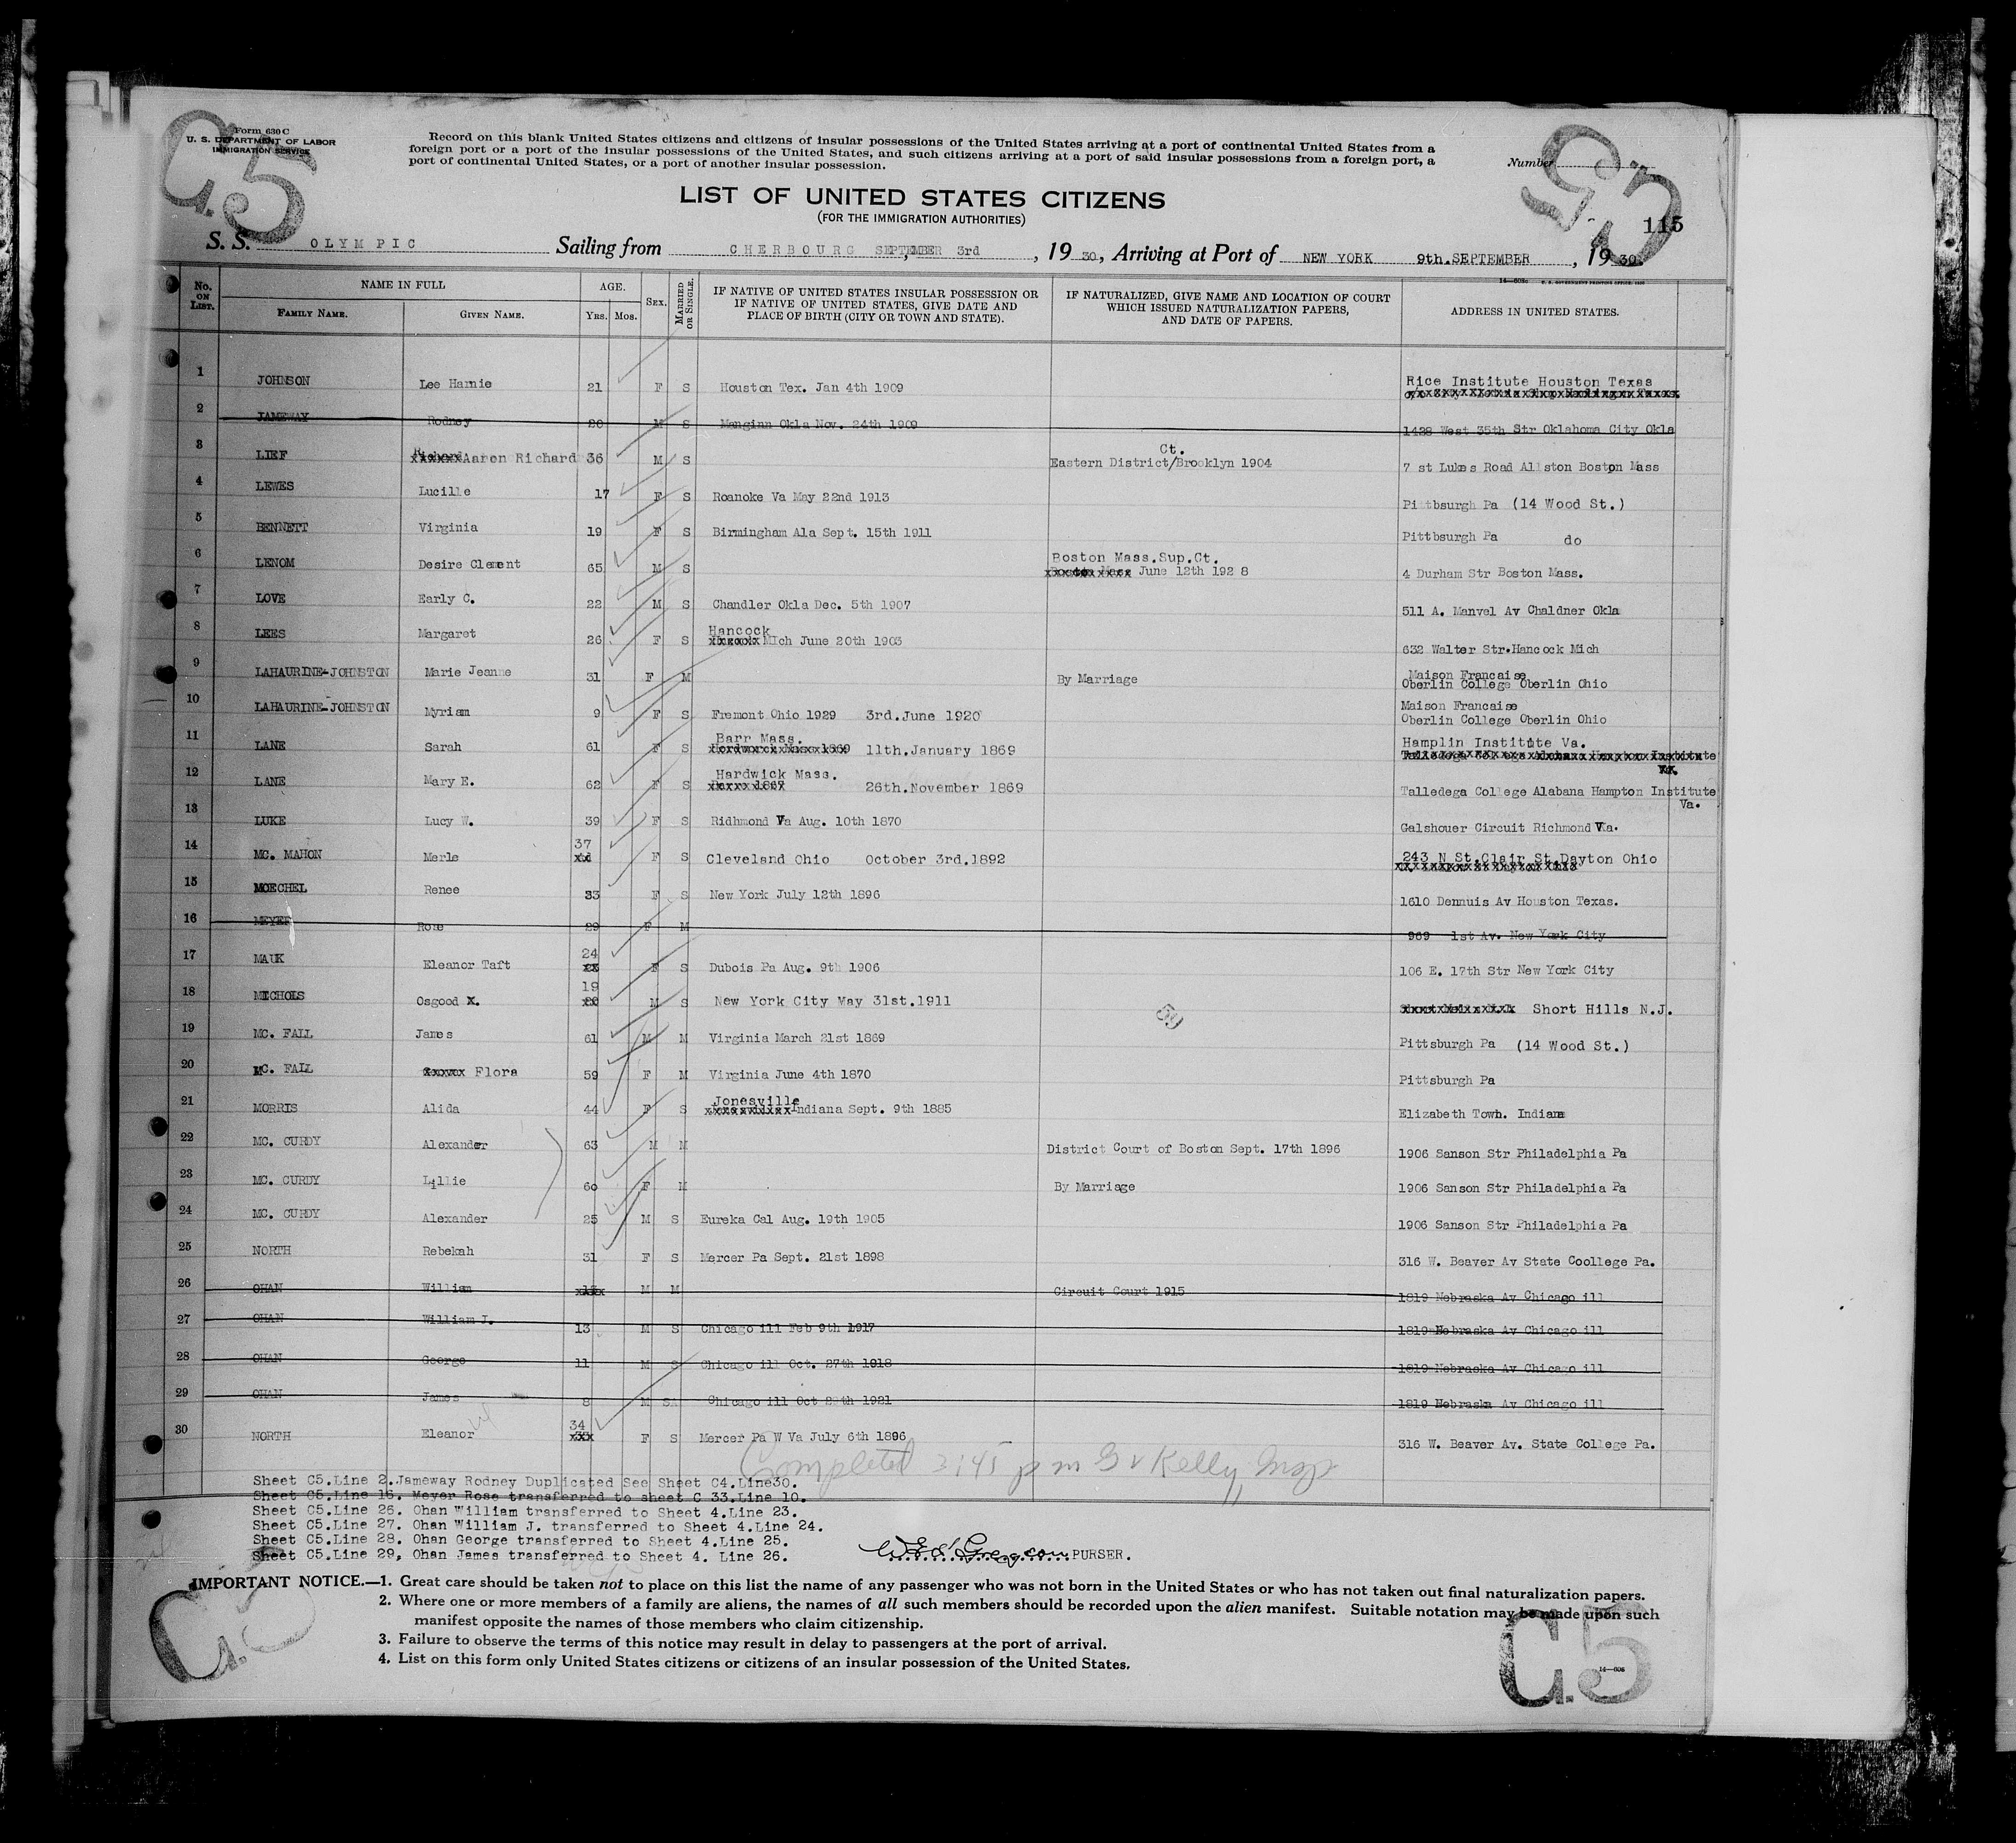 Form 630 C
U. S. DEPARTMENT OF LABOR
IMMIGRATION SERVICE
Record on this blank United States citizens and citizens of insular possessions of the United States arriving at a port of continental United States from a
foreign port or a port of the insular possessions of the United States, and such citizens arriving at a port of said insular possessions from a foreign port, a
port of continental United States, or a port of another insular possession.
Number
C.5
C5
115
LIST OF UNITED STATES CITIZENS
(FOR THE IMMIGRATION AUTHORITIES)
S. S. OLYMPIC Sailing from CHERBOURG SEPTEMBER 3rd, 19 30, Arriving at Port of NEW YORK 9th. SEPTEMBER, 19 30.
No. ON LIST. NAME IN FULL FAMILY NAME. GIVEN NAME. AGE. YRS. MOS. SEX. MARRIED OR SINGLE. IF NATIVE OF UNITED STATES INSULAR POSSESSION OR IF NATIVE OF UNITED STATES, GIVE DATE AND PLACE OF BIRTH (CITY OR TOWN AND STATE). IF NATURALIZED, GIVE NAME AND LOCATION OF COURT WHICH ISSUED NATURALIZATION PAPERS, AND DATE OF PAPERS. ADDRESS IN UNITED STATES.
1 JOHNSON Lee Hamie 21 F S Houston Tex. Jan 4th 1909 Rice Institute Houston Texas
2 JAMEWAY Rodney 20 M S Manginn Okla Nov. 24th 1909 1428 West 35th Str Oklahoma City Okla
3 LIEF Aaron Richard 36 M S Eastern District/Ct. Brooklyn 1904 7 st Lukes Road Allston Boston Mass
4 LEWES Lucille 17 F S Roanoke Va May 22nd 1913 Pittbsurgh Pa (14 Wood St.)
5 BENNETT Virginia 19 F S Birmingham Ala Sept. 15th 1911 Pittbsurgh Pa do
6 LENOM Desire Clement 65 M S Boston Mass.Sup.Ct. June 12th 192 8 4 Durham Str Boston Mass.
7 LOVE Early C. 22 M S Chandler Okla Dec. 5th 1907 511 A. Manvel Av Chaldner Okla
8 LEES Margaret 26 F S Hancock MIch June 20th 1903 632 Walter Str.Hancock Mich
9 LAHAURINE-JOHNSTON Marie Jeanne 31 F M By Marriage Maison Francaise Oberlin College Oberlin Ohio
10 LAHAURINE-JOHNSTON Myriam 9 F S Fremont Ohio 1929 3rd.June 1920 Maison Francaise Oberlin College Oberlin Ohio
11 LANE Sarah 61 F S Barr Mass. 11th.January 1869 Hamplin Institute Va.
12 LANE Mary E. 62 F S Hardwick Mass. 26th.November 1869 Talledega College Alabana Hampton Institute Va.
13 LUKE Lucy W. 39 F S Ridhmond Va Aug. 10th 1870 Galshouer Circuit Richmond Va.
14 MC. MAHON Merle 37 F S Cleveland Ohio October 3rd.1892 243 N St.Clair St.Dayton Ohio
15 MOECHEL Renee 33 F S New York July 12th 1896 1610 Dennuis Av Houston Texas.
16 MEYER Rose 29 F M 969 1st Av. New York City
17 MAUK Eleanor Taft 24 F S Dubois Pa Aug. 9th 1906 106 E. 17th Str New York City
18 NICHOLS Osgood 19 M S New York City May 31st.1911 Short Hills N.J.
59
19 MC. FALL James 61 M M Virginia March 21st 1869 Pittsburgh Pa (14 Wood St.)
20 MC. FALL Flora 59 F M Virginia June 4th 1870 Pittsburgh Pa
21 MORRIS Alida 44 F S Jonesville Indiana Sept. 9th 1885 Elizabeth Town. Indiana
22 MC. CURDY Alexander 63 M M District Court of Boston Sept. 17th 1896 1906 Sanson Str Philadelphia Pa
23 MC. CURDY Lillie 60 F M By Marriage 1906 Sanson Str Philadelphia Pa
24 MC. CURDY Alexander 25 M S Eureka Cal Aug. 19th 1905 1906 Sanson Str Philadelphia Pa
25 NORTH Rebekah 31 F S Mercer Pa Sept. 21st 1898 316 W. Beaver Av State Coollege Pa.
26 OHAN William M M Circuit Court 1915 1819 Nebraska Av Chicago ill
27 OHAN William J. 13 M S Chicago ill Feb 9th 1917 1819 Nebraska Av Chicago ill
28 OHAN George 11 M S Chicago ill Oct. 27th 1918 1819 Nebraska Av Chicago ill
29 OHAN James 8 M S Chicago ill Oct 29th 1921 1819 Nebraska Av Chicago ill
30 NORTH Eleanor 34 F S Mercer Pa W Va July 6th 1896 316 W. Beaver Av. State College Pa.
Completed 3:45 pm G V Kelly Insp
Sheet C5.Line 2.Jameway Rodney Duplicated See Sheet C4.Line30.
Sheet C5.Line 16. Meyer Rose transferred to sheet C 33.Line 10.
Sheet C5.Line 26. Ohan William transferred to Sheet 4.Line 23.
Sheet C5.Line 27. Ohan William J. transferred to Sheet 4.Line 24.
Sheet C5.Line 28. Ohan George transferred to Sheet 4.Line 25.
Sheet C5.Line 29, Ohan James transferred to Sheet 4. Line 26.
PURSER.
IMPORTANT NOTICE.—1. Great care should be taken not to place on this list the name of any passenger who was not born in the United States or who has not taken out final naturalization papers.
2. Where one or more members of a family are aliens, the names of all such members should be recorded upon the alien manifest. Suitable notation may be made upon such
manifest opposite the names of those members who claim citizenship.
3. Failure to observe the terms of this notice may result in delay to passengers at the port of arrival.
4. List on this form only United States citizens or citizens of an insular possession of the United States.
C.5
C.5
14—608